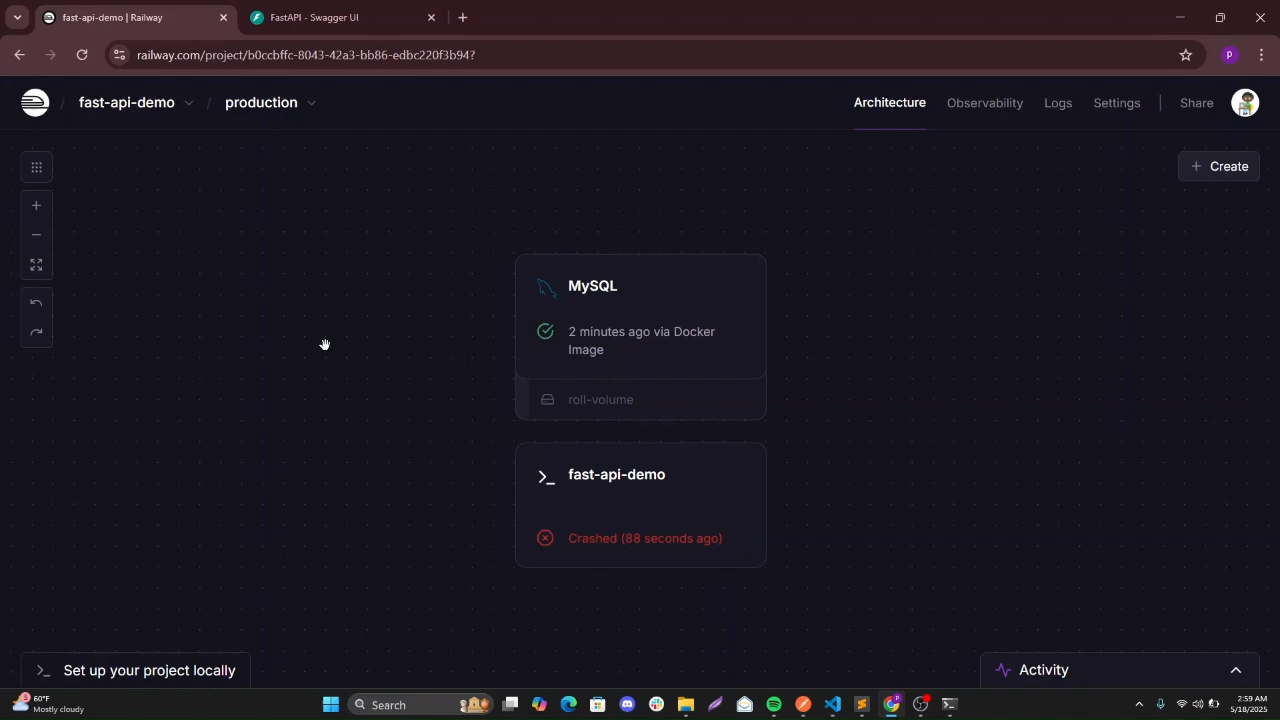 fast-api-demo | Railway
FastAPI - Swagger UI
railway.com/project/b0ccbffc-8043-42a3-bb86-edbc220f3b94?
P
/ fast-api-demo / production
Architecture
Observability
Logs
Settings
Share
Create
MySQL
2 minutes ago via Docker
Image
roll-volume
fast-api-demo
Crashed (88 seconds ago)
Set up your project locally
Activity
5
60°F
Mostly cloudy
Search
2:59 AM
5/18/2025